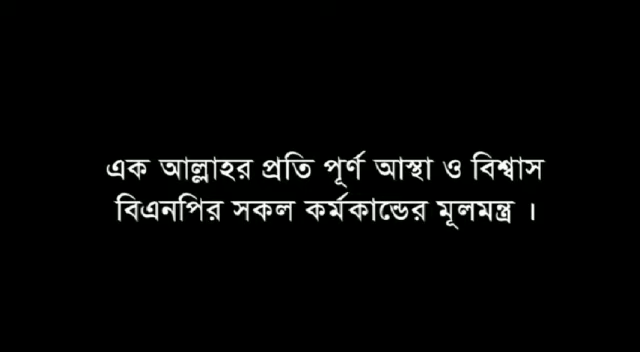 এক আল্লাহর প্রতি পূর্ণ আস্থা ও বিশ্বাস
বিএনপির সকল কর্মকান্ডের মূলমন্ত্র ।